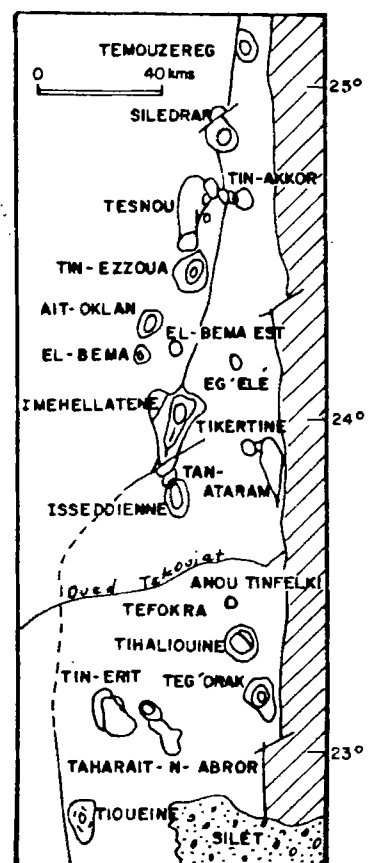 TEMOUZEREG
0 40 kms
25°
SILEDRAR
TIN-AKKOR
TESNOU
TIN-EZZOUA
AIT-OKLAN
EL-BEMA EST
EL-BEMA
EG'ELÉ
IMEHELLATENE
24°
TIKERTINE
TAN-
ATARAM
ISSEDDIENNE
Oued Tekouiat
ANOU TINFELKI
TEFOKRA
TIHALIOUINE
TIN-ERIT
TEG'ORAK
23°
TAHARAIT-N-ABROR
TIOUEINE
SILET